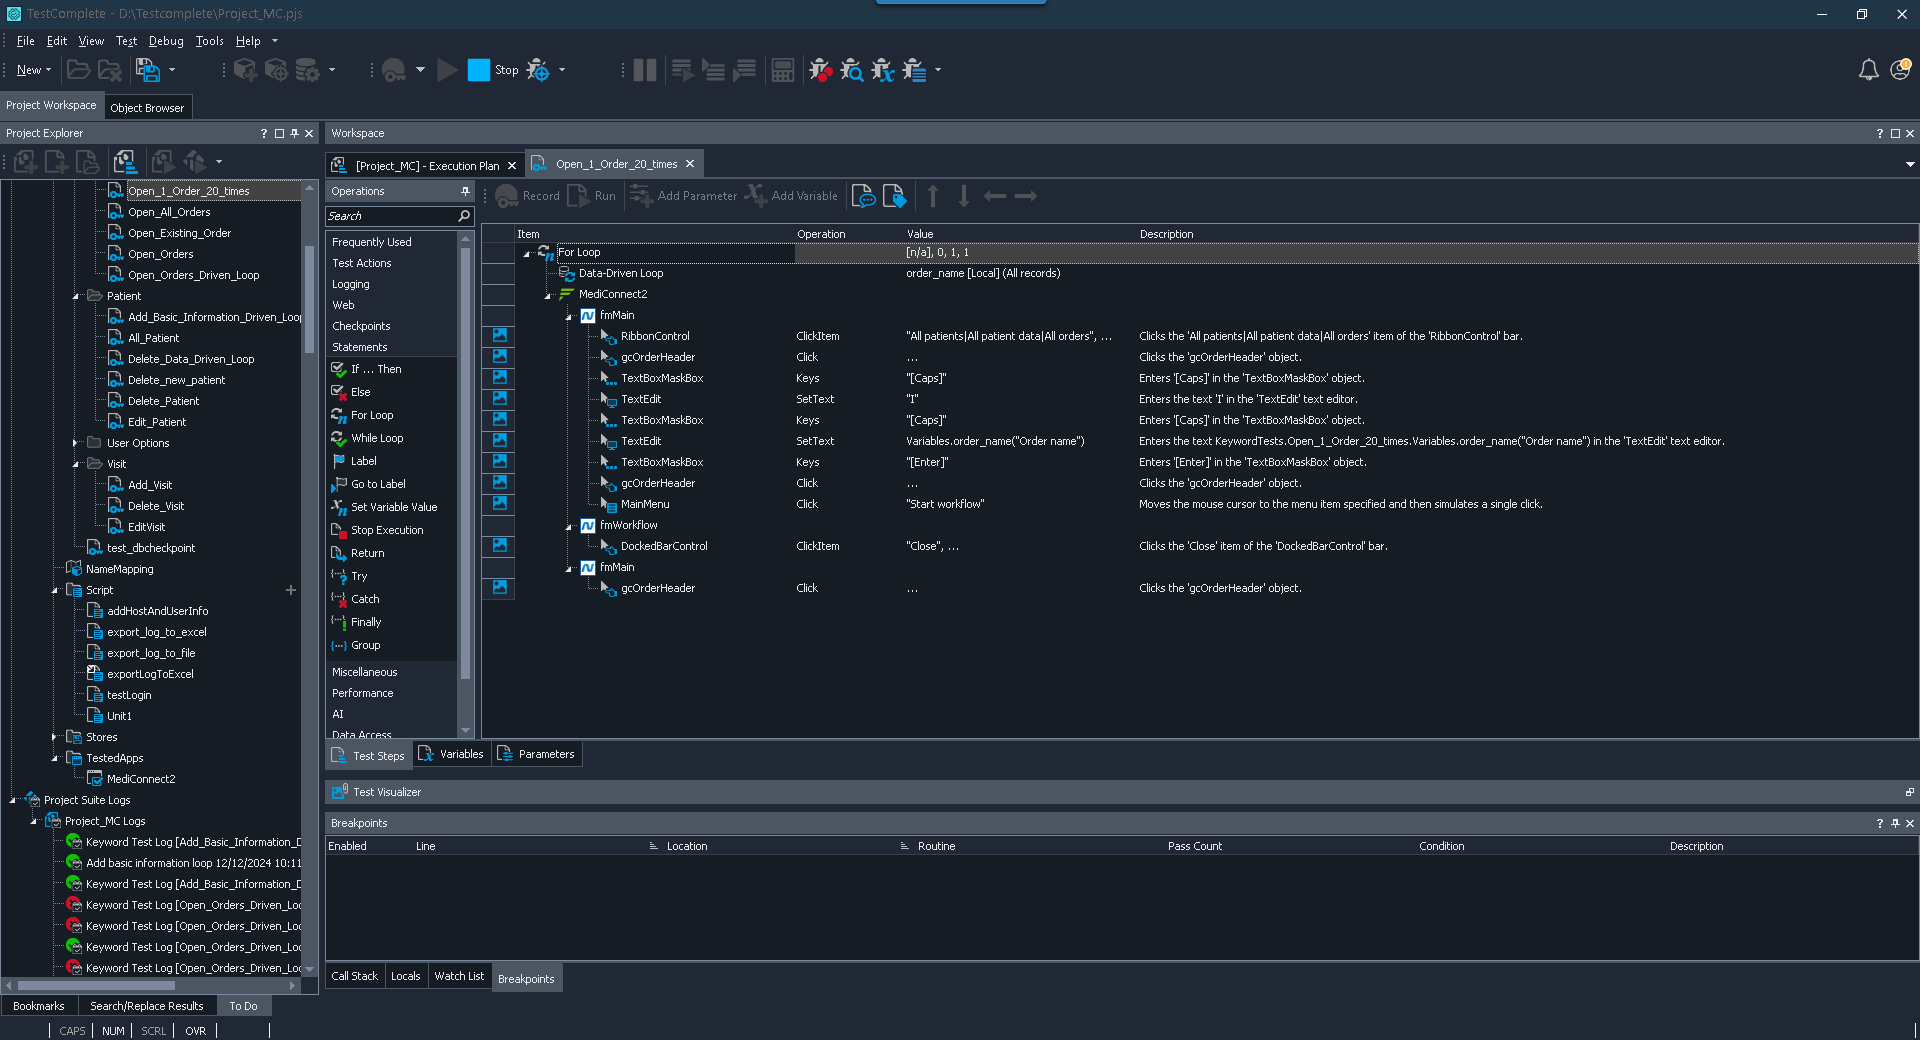 TestComplete - D:\Testcomplete\Project_MC.pjs
File Edit View Test Debug Tools Help
New Stop
Project Workspace Object Browser
Project Explorer
Workspace
[Project_MC] - Execution Plan Open_1_Order_20_times
Open_1_Order_20_times
Open_All_Orders
Open_Existing_Order
Open_Orders
Open_Orders_Driven_Loop
Patient
Add_Basic_Information_Driven_Loop
All_Patient
Delete_Data_Driven_Loop
Delete_new_patient
Delete_Patient
Edit_Patient
User Options
Visit
Add_Visit
Delete_Visit
EditVisit
test_dbcheckpoint
NameMapping
Script
addHostAndUserInfo
export_log_to_excel
export_log_to_file
exportLogToExcel
testLogin
Unit1
Stores
TestedApps
MediConnect2
Project Suite Logs
Project_MC Logs
Keyword Test Log [Add_Basic_Information_D
Add basic information loop 12/12/2024 10:11
Keyword Test Log [Add_Basic_Information_D
Keyword Test Log [Open_Orders_Driven_Loo
Keyword Test Log [Open_Orders_Driven_Loo
Keyword Test Log [Open_Orders_Driven_Loo
Keyword Test Log [Open_Orders_Driven_Loo
Bookmarks Search/Replace Results To Do
Operations
Search
Frequently Used
Test Actions
Logging
Web
Checkpoints
Statements
If ... Then
Else
For Loop
While Loop
Label
Go to Label
Set Variable Value
Stop Execution
Return
Try
Catch
Finally
Group
Miscellaneous
Performance
AI
Data Access
Record Run Add Parameter Add Variable
Item Operation Value Description
For Loop [n/a], 0, 1, 1
Data-Driven Loop order_name [Local] (All records)
MediConnect2
fmMain
RibbonControl ClickItem "All patients|All patient data|All orders", ... Clicks the 'All patients|All patient data|All orders' item of the 'RibbonControl' bar.
gcOrderHeader Click ... Clicks the 'gcOrderHeader' object.
TextBoxMaskBox Keys "[Caps]" Enters '[Caps]' in the 'TextBoxMaskBox' object.
TextEdit SetText "I" Enters the text 'I' in the 'TextEdit' text editor.
TextBoxMaskBox Keys "[Caps]" Enters '[Caps]' in the 'TextBoxMaskBox' object.
TextEdit SetText Variables.order_name("Order name") Enters the text KeywordTests.Open_1_Order_20_times.Variables.order_name("Order name") in the 'TextEdit' text editor.
TextBoxMaskBox Keys "[Enter]" Enters '[Enter]' in the 'TextBoxMaskBox' object.
gcOrderHeader Click ... Clicks the 'gcOrderHeader' object.
MainMenu Click "Start workflow" Moves the mouse cursor to the menu item specified and then simulates a single click.
fmWorkflow
DockedBarControl ClickItem "Close", ... Clicks the 'Close' item of the 'DockedBarControl' bar.
fmMain
gcOrderHeader Click ... Clicks the 'gcOrderHeader' object.
Test Steps Variables Parameters
Test Visualizer
Breakpoints
Enabled Line Location Routine Pass Count Condition Description
Call Stack Locals Watch List Breakpoints
CAPS NUM SCRL OVR